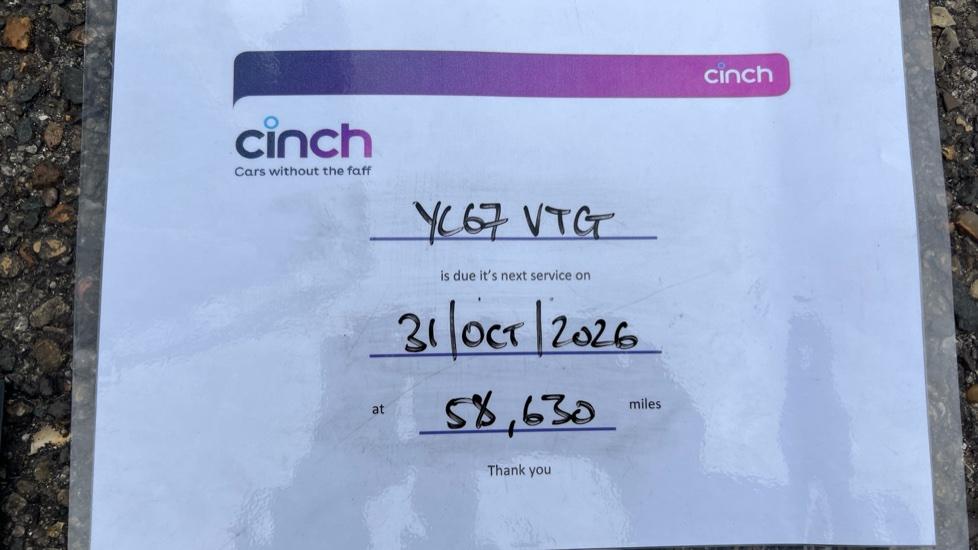 cinch
cinch
Cars without the faff
YC67 VTG
is due it's next service on
31/OCT/2026
at 58,630 miles
Thank you